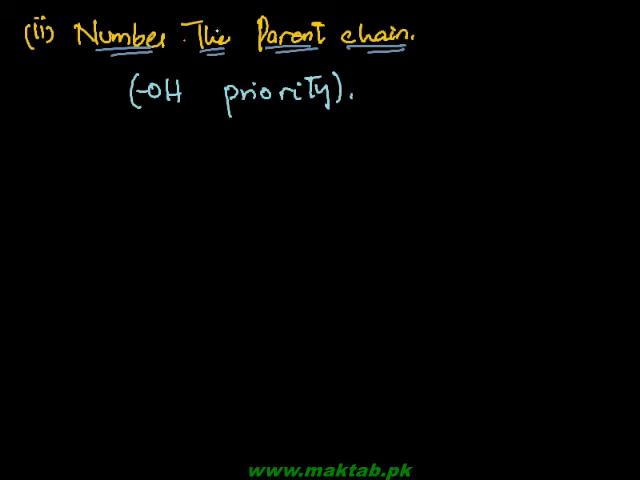 (ii) Number The Parent chain.
(-OH priority).
www.maktab.pk